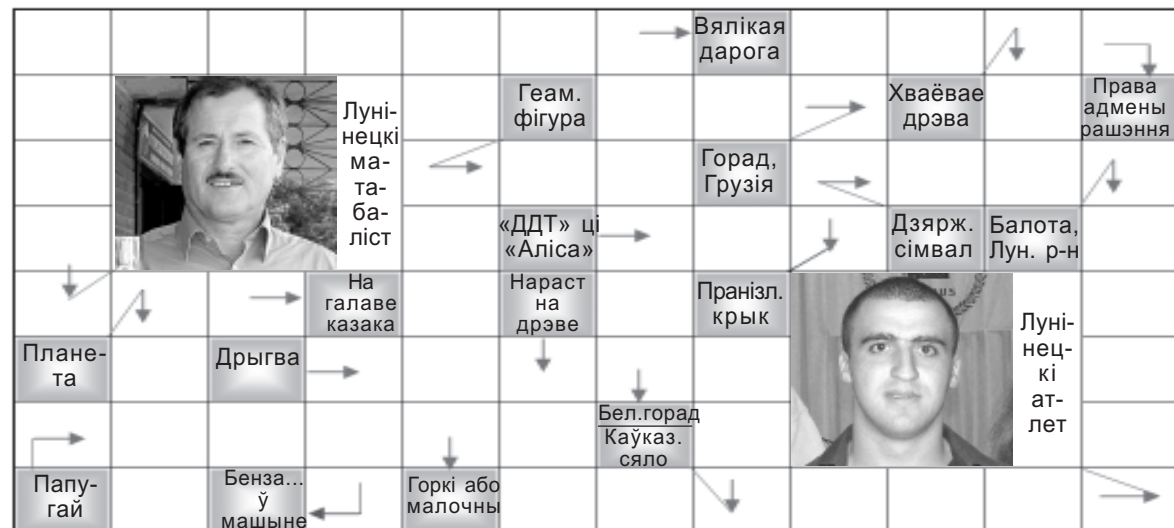 Вялікая
дарога
Луні-
нецкі
ма-
та-
ба-
ліст
Геам.
фігура
Хваёвае
дрэва
Права
адмены
рашэння
Горад,
Грузія
«ДДТ» ці
«Аліса»
Дзярж.
сімвал
Балота,
Лун. р-н
На
галаве
казака
Нараст
на
дрэве
Пранізл.
крык
Луні-
нец-
кі
ат-
лет
Плане-
та
Дрыгва
Бел.горад
Каўказ.
сяло
Папу-
гай
Бенза...
ў
машыне
Горкі або
малочны